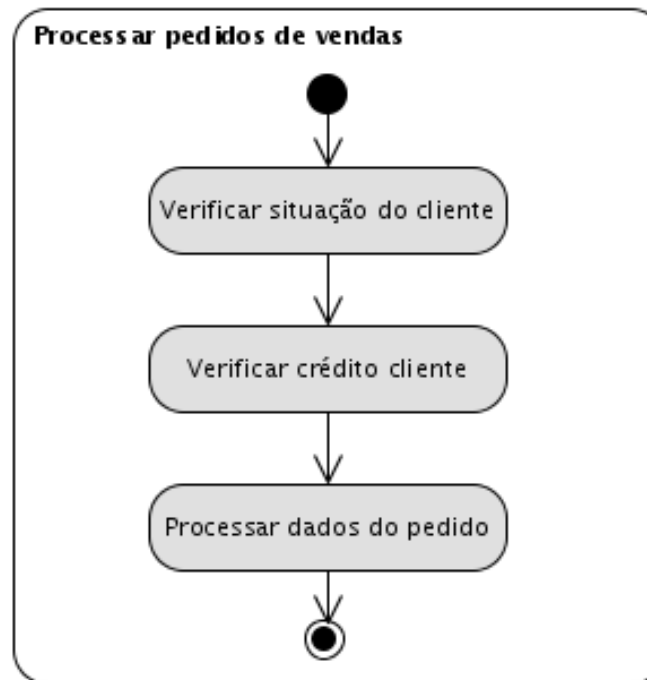 Processar pedidos de vendas
Verificar situação do cliente
Verificar crédito cliente
Processar dados do pedido